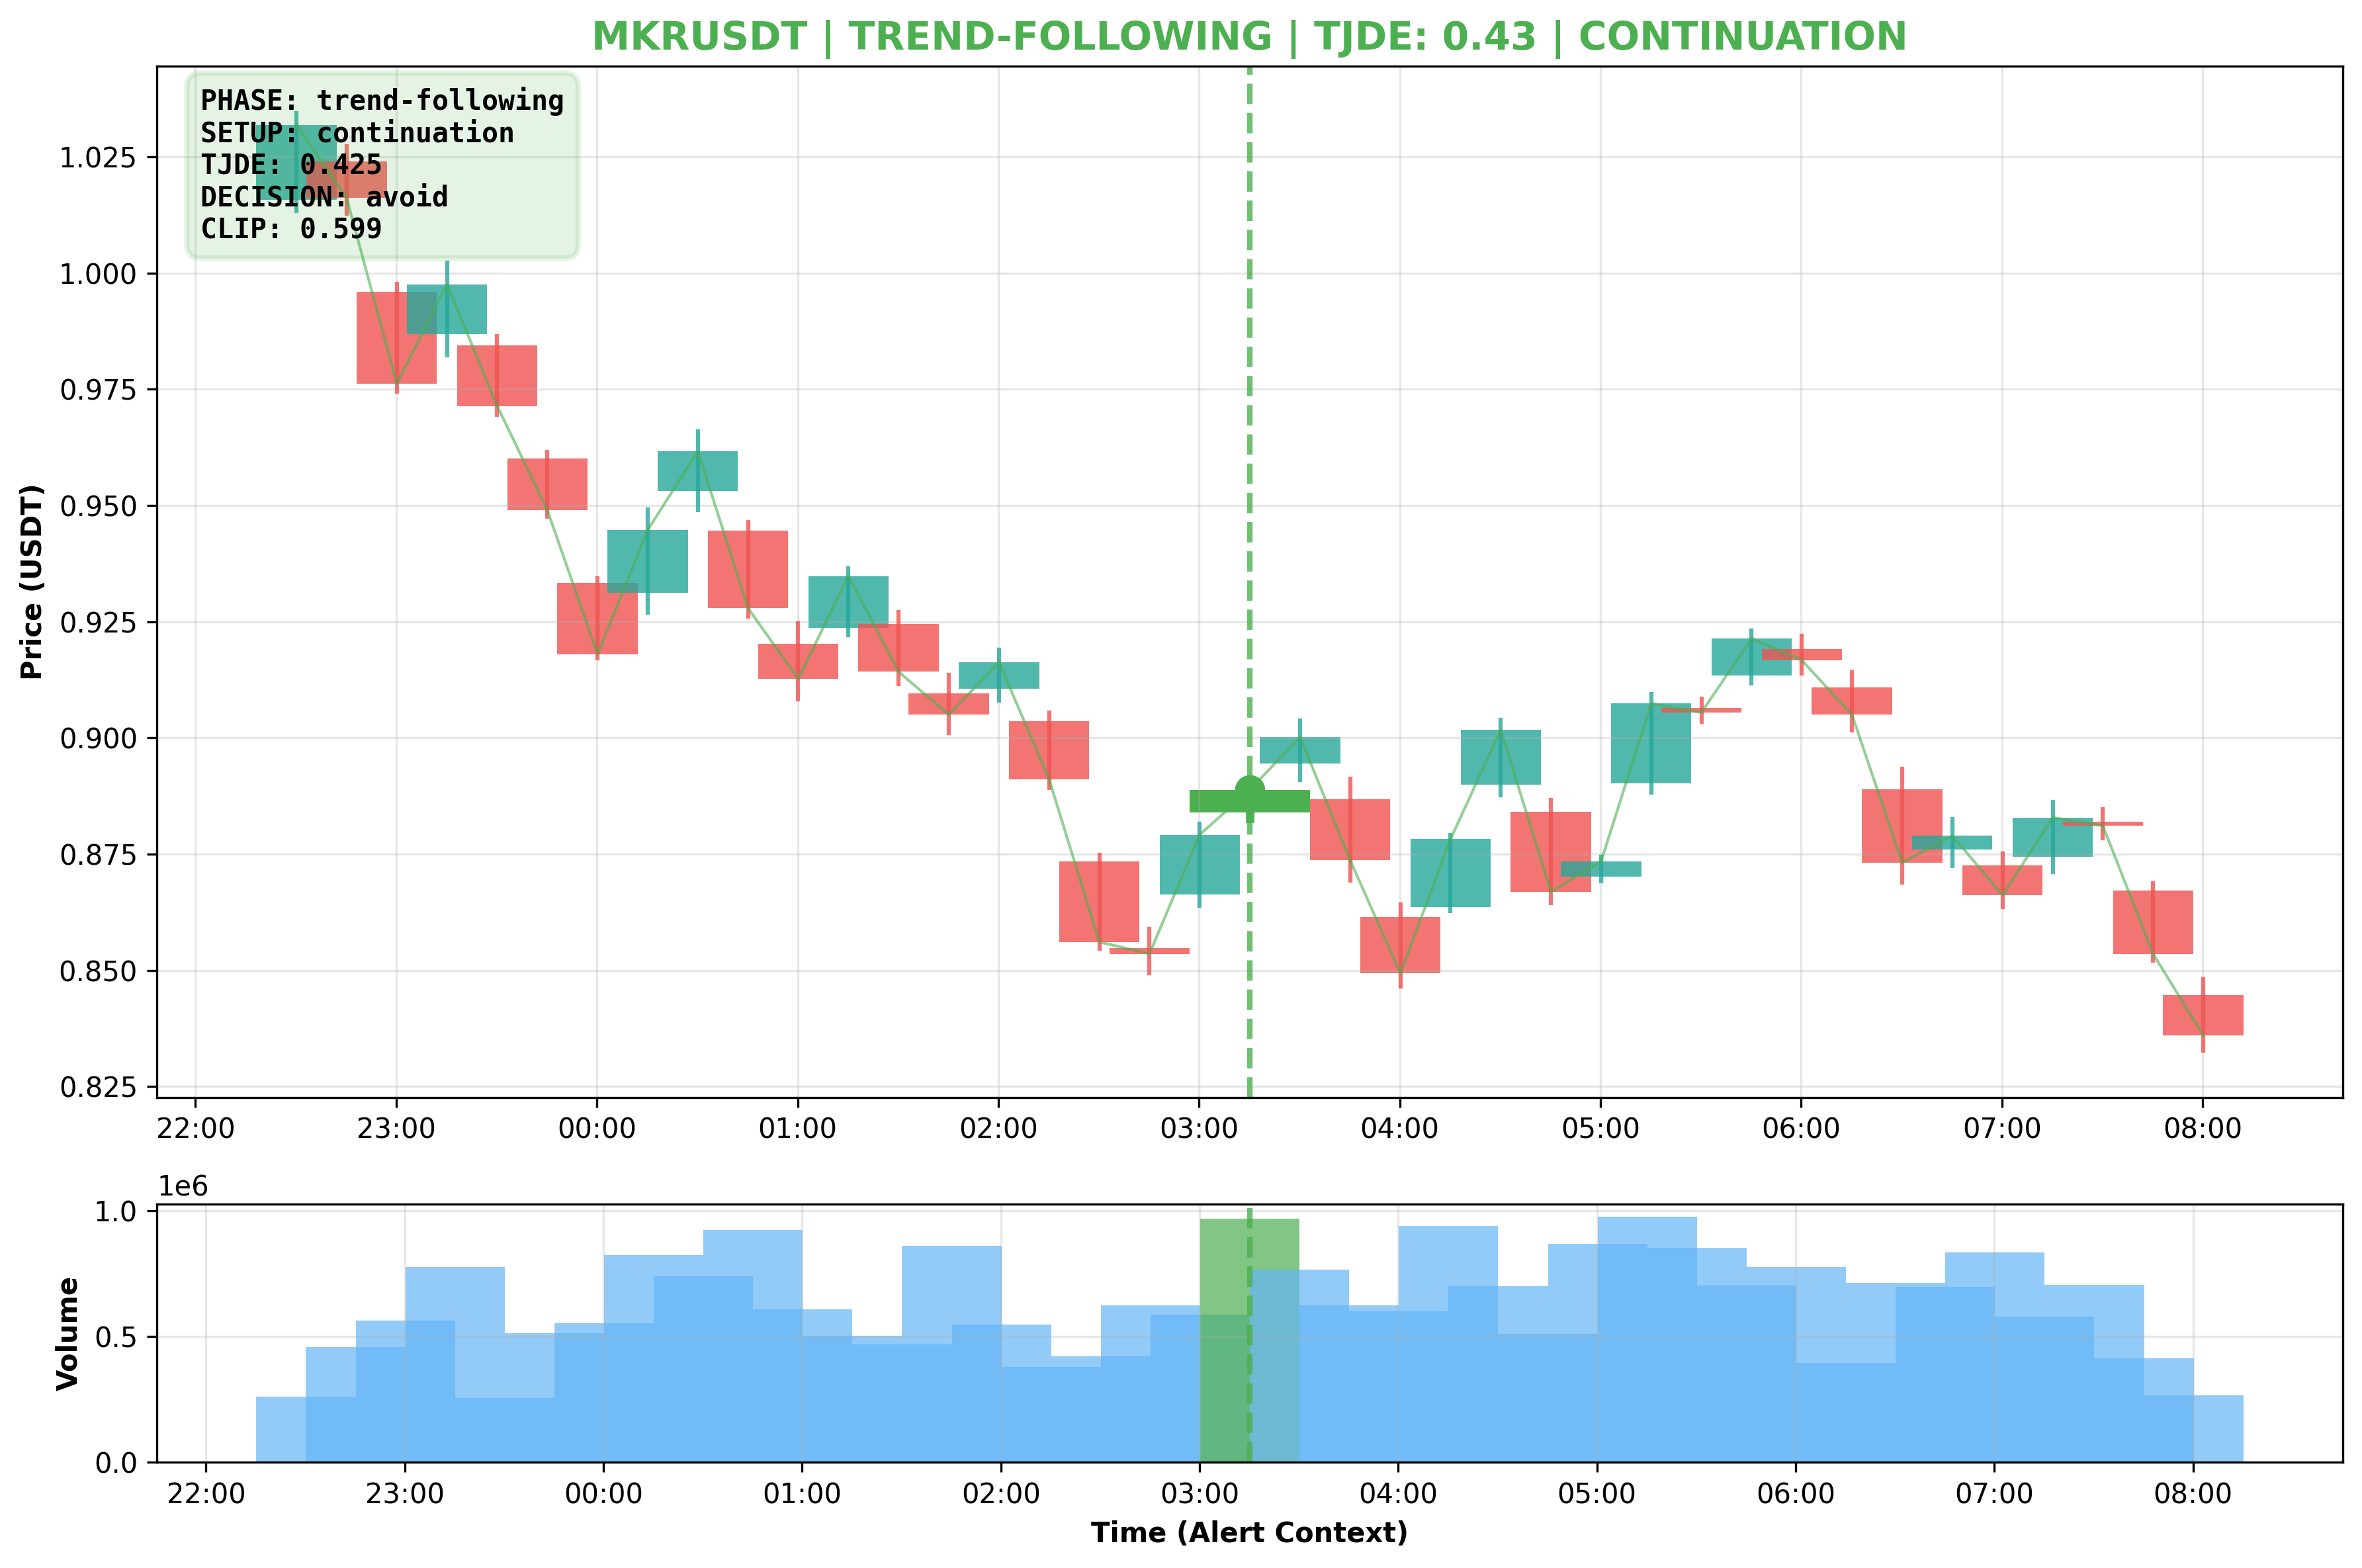 MKRUSDT | TREND-FOLLOWING | TJDE: 0.43 | CONTINUATION
PHASE: trend-following
SETUP: continuation
TJDE: 0.425
DECISION: avoid
CLIP: 0.599
Price (USDT)
1.025
1.000
0.975
0.950
0.925
0.900
0.875
0.850
0.825
22:00 23:00 00:00 01:00 02:00 03:00 04:00 05:00 06:00 07:00 08:00
1e6
Volume
1.0
0.5
0.0
22:00 23:00 00:00 01:00 02:00 03:00 04:00 05:00 06:00 07:00 08:00
Time (Alert Context)